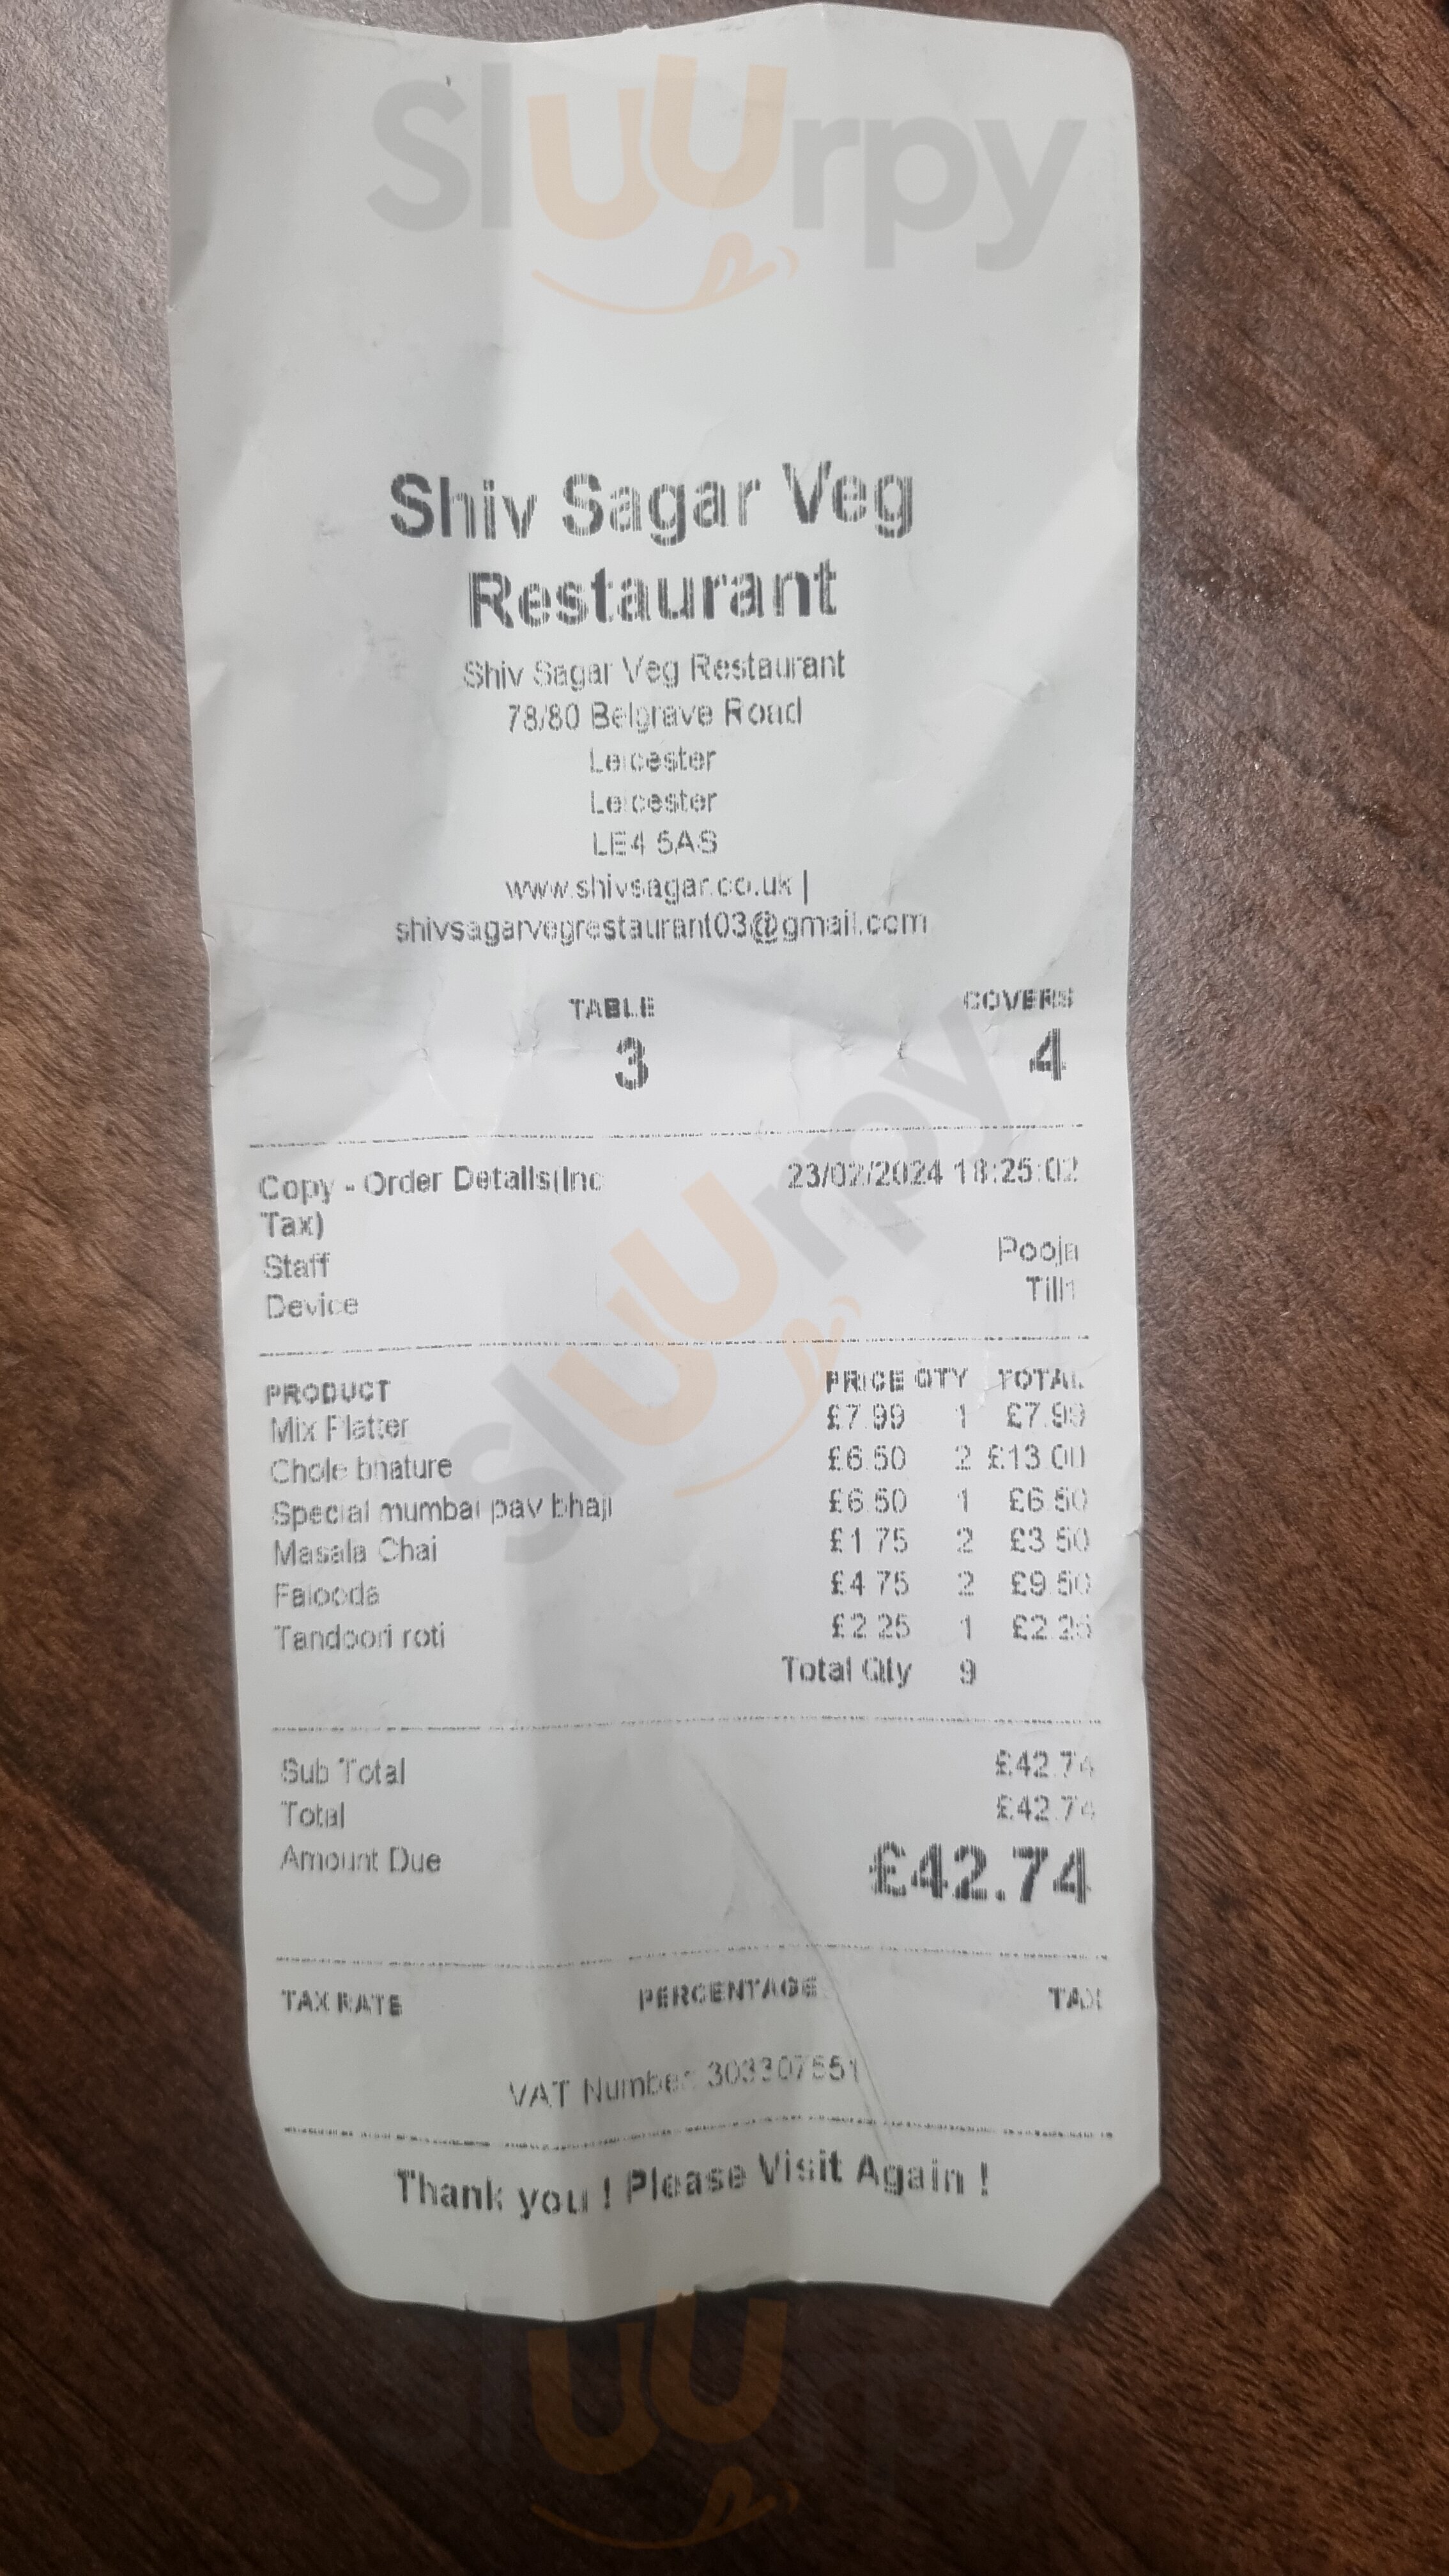 Sluurpy
Shiv Sagar Veg
Restaurant
Shiv Sagar Veg Restaurant
78/80 Belgrave Road
Leicester
Leicester
LE4 5AS
www.shivsagar.co.uk |
shivsagarvegrestaurant03@gmail.com
TABLE COVERS
3 4
Copy - Order Details(Inc 23/02/2024 18:25:02
Tax)
Staff Pooja
Device Till1
PRODUCT PRICE QTY TOTAL
Mix Platter £7.99 1 £7.99
Chole bhature £6.50 2 £13.00
Special mumbai pav bhaji £6.50 1 £6.50
Masala Chai £1.75 2 £3.50
Falooda £4.75 2 £9.50
Tandoori roti £2.25 1 £2.25
Total Qty 9
Sluurpy
Sub Total £42.74
Total £42.74
Amount Due £42.74
TAX RATE PERCENTAGE TAX
VAT Number: 303307551
Thank you ! Please Visit Again !
Sluurpy